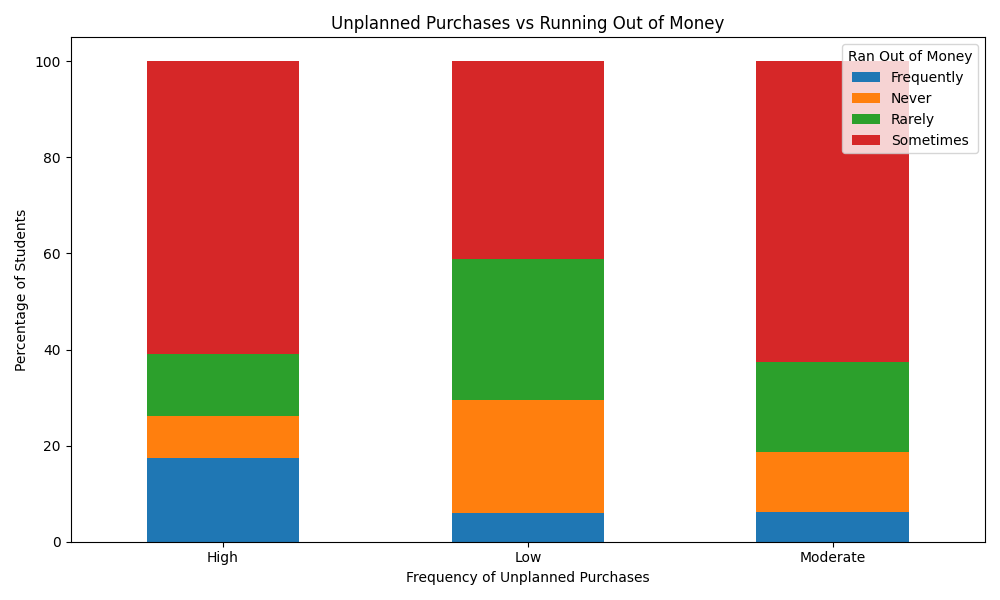 Unplanned Purchases vs Running Out of Money
Ran Out of Money
Frequently
Never
Rarely
Sometimes
100
80
60
40
20
0
Percentage of Students
High
Low
Moderate
Frequency of Unplanned Purchases